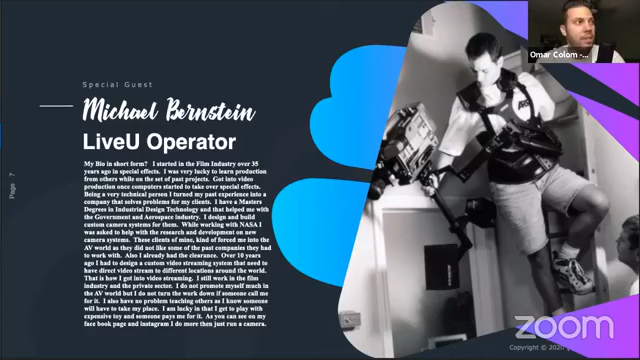 Omar Colom -...
Special Guest
Michael Bernstein
LiveU Operator
My Bio in short form? I started in the Film Industry over 35
years ago in special effects. I was very lucky to learn production
from others while on the set of past projects. Got into video
production once computers started to take over special effects.
Being a very technical person I turned my past experience into a
company that solves problems for my clients. I have a Masters
Degrees in Industrial Design Technology and that helped me with
the Government and Aerospace industry. I design and build
custom camera systems for them. While working with NASA I
was asked to help with the research and development on new
camera systems. These clients of mine, kind of forced me into the
AV world as they did not like some of the past companies they had
to work with. Also I already had the clearance. Over 10 years
ago I had to design a custom video streaming system that need to
have direct video stream to different locations around the world.
That is how I got into video streaming. I still work in the film
industry and the private sector. I do not promote myself much in
the AV world but I do not turn the work down if someone call me
for it. I also have no problem teaching others as I know someone
will have to take my place. I am lucky in that I get to play with
expensive toy and someone pays me for it. As you can see on my
face book page and instagram I do more then just run a camera.
Page 7
zoom
Copyright © 2020